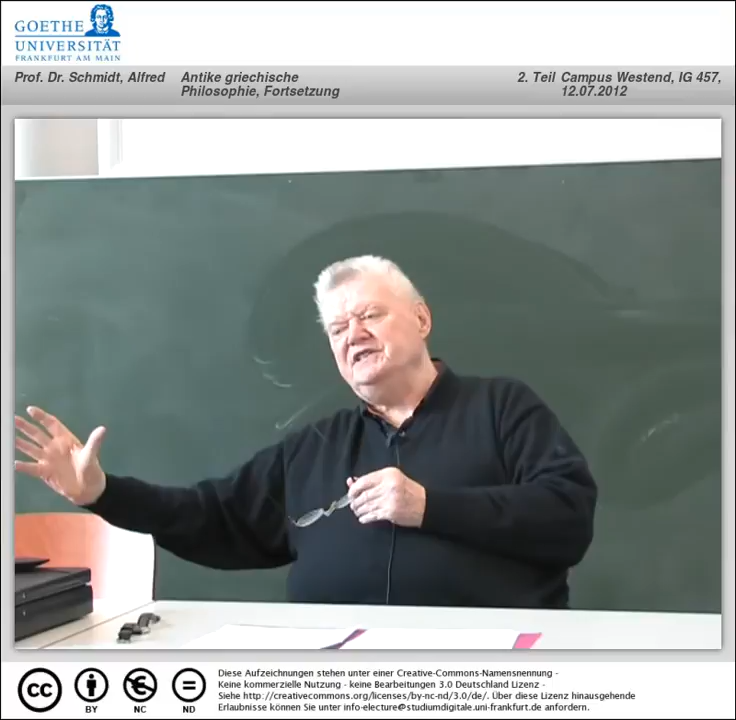 GOETHE
UNIVERSITÄT
FRANKFURT AM MAIN
Prof. Dr. Schmidt, Alfred
Antike griechische
Philosophie, Fortsetzung
2. Teil Campus Westend, IG 457,
12.07.2012
cc
BY
NC
ND
Diese Aufzeichnungen stehen unter einer Creative-Commons-Namensnennung -
Keine kommerzielle Nutzung - keine Bearbeitungen 3.0 Deutschland Lizenz -
Siehe http://creativecommons.org/licenses/by-nc-nd/3.0/de/. Über diese Lizenz hinausgehende
Erlaubnisse können Sie unter info-electure@studiumdigitale.uni-frankfurt.de anfordern.